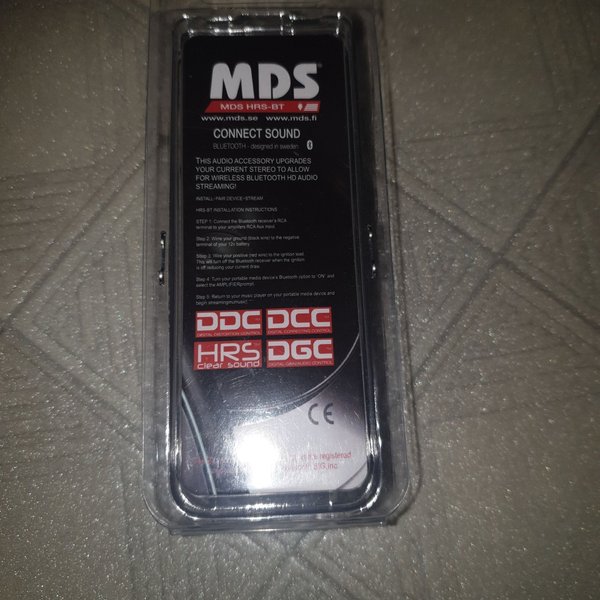 MDS
MDS HRS-BT
www.mds.se www.mds.fi
CONNECT SOUND
BLUETOOTH - designed in sweden
THIS AUDIO ACCESSORY UPGRADES
YOUR CURRENT STEREO TO ALLOW
FOR WIRELESS BLUETOOTH HD AUDIO
STREAMING!
INSTALL-PAIR DEVICE-STREAM
HRS-BT INSTALLATION INSTRUCTIONS
STEP 1: Connect the Bluetooth receiver's RCA
terminal to your amplifers RCA Aux input.
Step 2: Wire your ground (black wire) to the negative
terminal of your 12v battery
Step 3: Wire your positive (red wire) to the ignition lead.
This will turn off the Bluetooth receiver when the ignition
is off reducing your current draw.
Step 4: Turn your portable media device's Bluetooth option to "ON" and
select the AMPLIFIERprompt.
Step 5: Return to your music player on your portable media device and
begin streamingmumusic!
DDC DCC
DIGITAL DISTORTION CONTROL DIGITAL CONNECTING CONTROL
HRS DGC
clear sound DIGITAL GAIN/AUDIO CONTROL
CE
registerad
SIG,inc